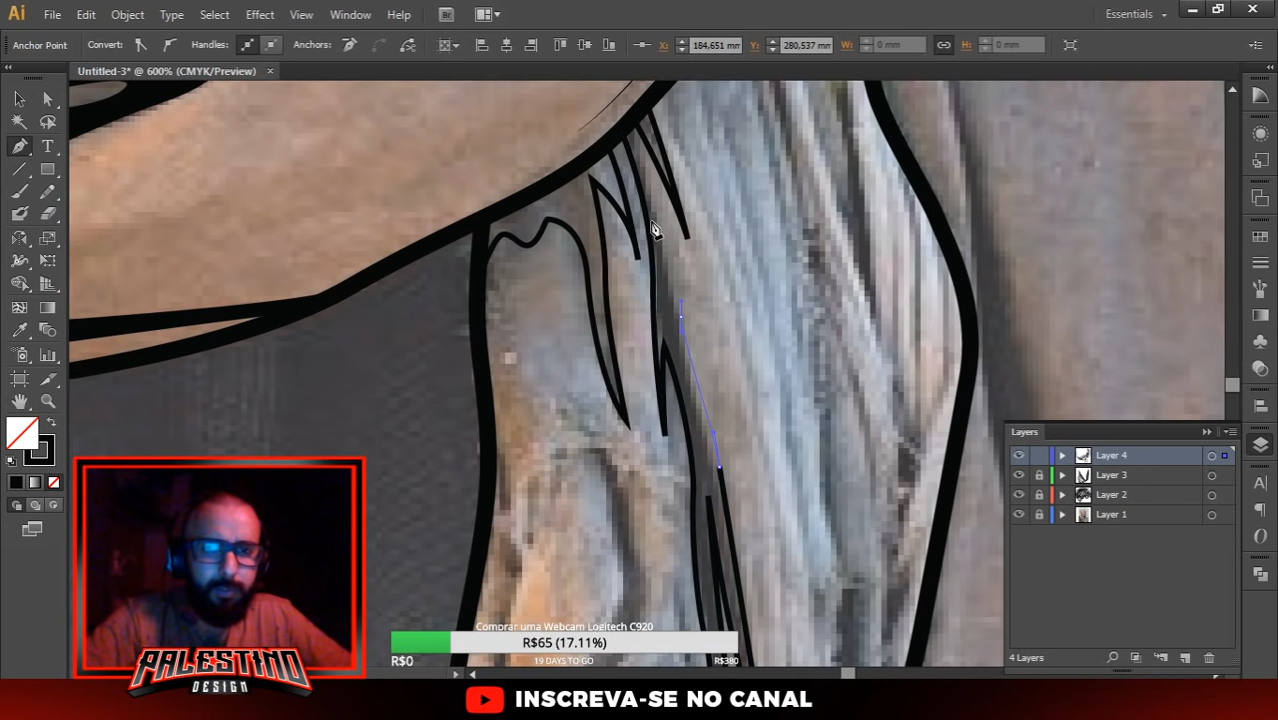 Ai File Edit Object Type Select Effect View Window Help Br Essentials
Anchor Point Convert: Handles: Anchors: X: 184,651 mm Y: 280,537 mm W: 0 mm H: 0 mm
Untitled-3* @ 600% (CMYK/Preview)
Layers
Layer 4
Layer 3
Layer 2
Layer 1
4 Layers
Comprar uma Webcam Logitech C920
R$65 (17.11%)
R$0 19 DAYS TO GO R$380
PALESTINO
DESIGN
INSCREVA-SE NO CANAL